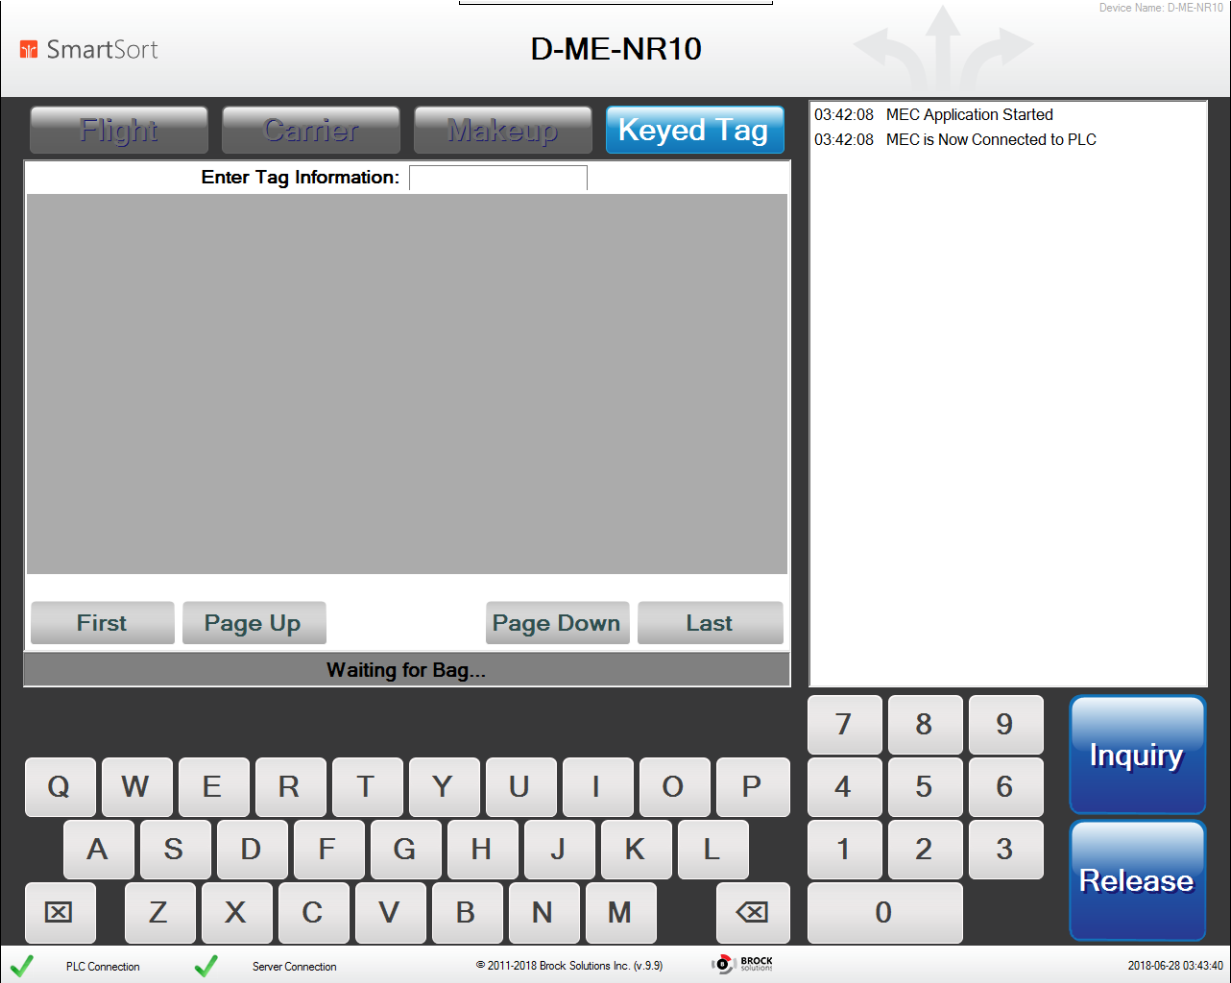 Device Name: D-ME-NR10
SmartSort
D-ME-NR10
Flight Carrier Makeup Keyed Tag
Enter Tag Information:
03:42:08 MEC Application Started
03:42:08 MEC is Now Connected to PLC
First Page Up Page Down Last
Waiting for Bag...
7 8 9
Inquiry
Q W E R T Y U I O P 4 5 6
A S D F G H J K L 1 2 3
Release
Z X C V B N M 0
PLC Connection Server Connection © 2011-2018 Brock Solutions Inc. (v.9.9) BROCK solutions 2018-06-28 03:43:40